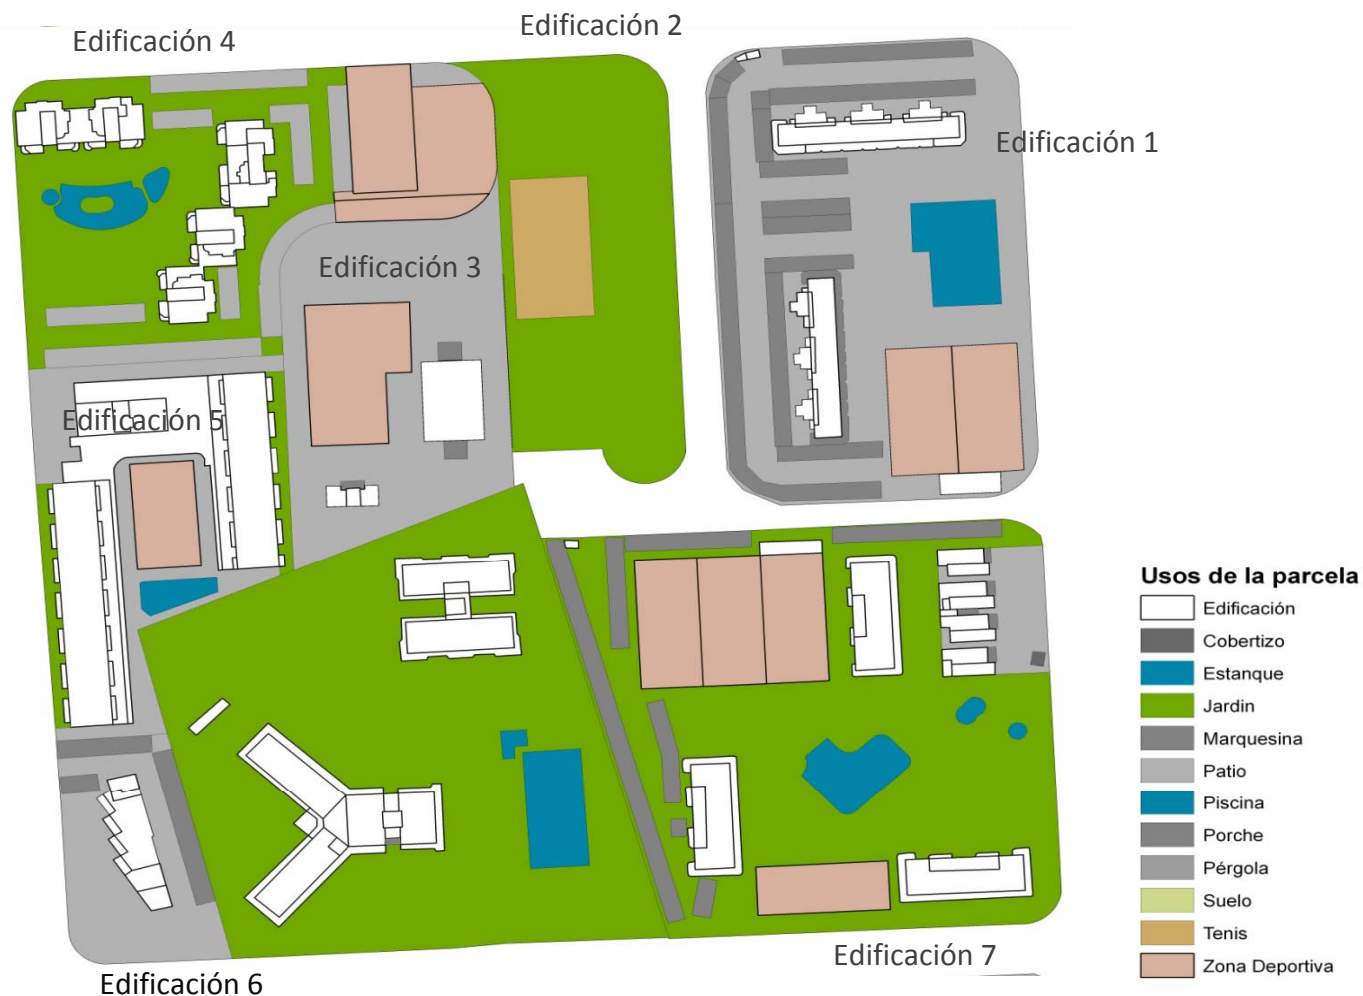 Edificación 2
Edificación 4
Edificación 1
Edificación 3
Edificación 5
Usos de la parcela
Edificación
Cobertizo
Estanque
Jardin
Marquesina
Patio
Piscina
Porche
Pérgola
Suelo
Tenis
Zona Deportiva
Edificación 7
Edificación 6